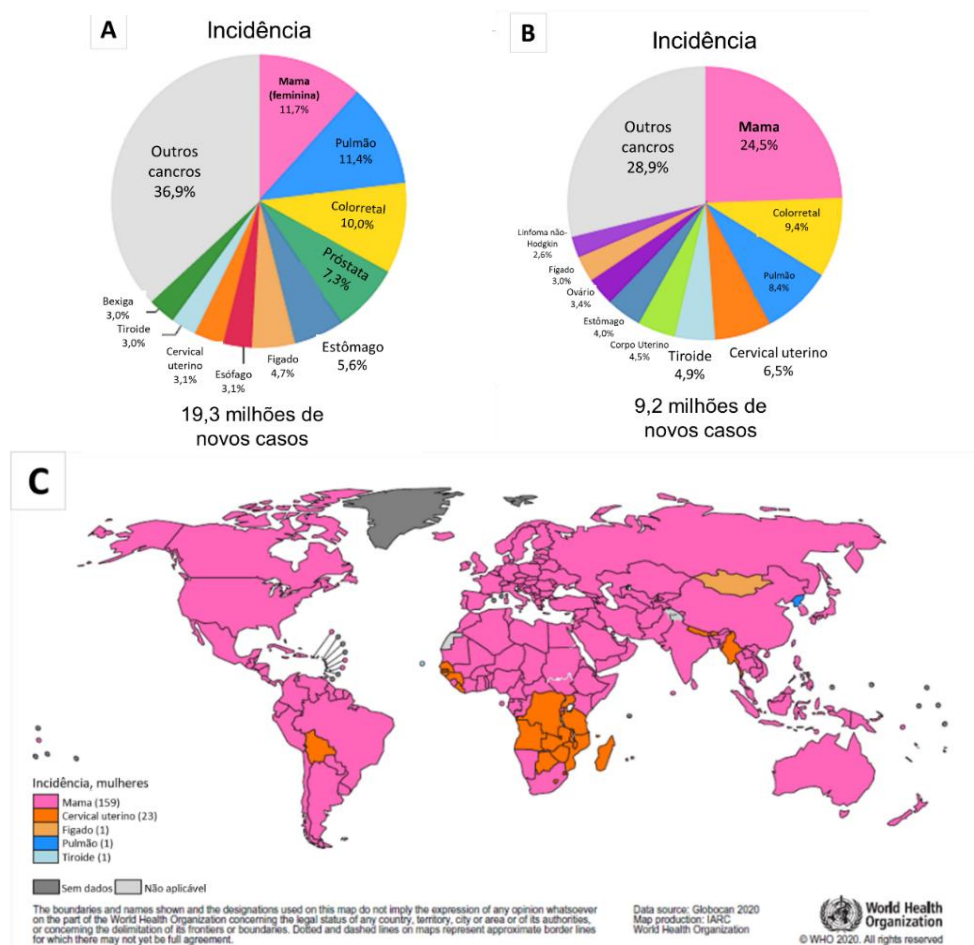 A
Incidência
Mama
(feminina)
11,7%
Pulmão
11,4%
Colorretal
10,0%
Próstata
7,3%
Estômago
5,6%
Fígado
4,7%
Esófago
3,1%
Cervical
uterino
3,1%
Tiroide
3,0%
Bexiga
3,0%
Outros
cancros
36,9%
19,3 milhões de
novos casos
B
Incidência
Mama
24,5%
Colorretal
9,4%
Pulmão
8,4%
Cervical uterino
6,5%
Tiroide
4,9%
Corpo Uterino
4,5%
Estômago
4,0%
Ovário
3,4%
Fígado
3,0%
Linfoma não-
Hodgkin
2,6%
Outros
cancros
28,9%
9,2 milhões de
novos casos
C
Incidência, mulheres
Mama (159)
Cervical uterino (23)
Fígado (1)
Pulmão (1)
Tiroide (1)
Sem dados
Não aplicável
The boundaries and names shown and the designations used on this map do not imply the expression of any opinion whatsoever
on the part of the World Health Organization concerning the legal status of any country, territory, city or area or of its authorities,
or concerning the delimitation of its frontiers or boundaries. Dotted and dashed lines on maps represent approximate border lines
for which there may not yet be full agreement.
Data source: Globocan 2020
Map production: IARC
World Health Organization
World Health
Organization
© WHO 2020. All rights reserved